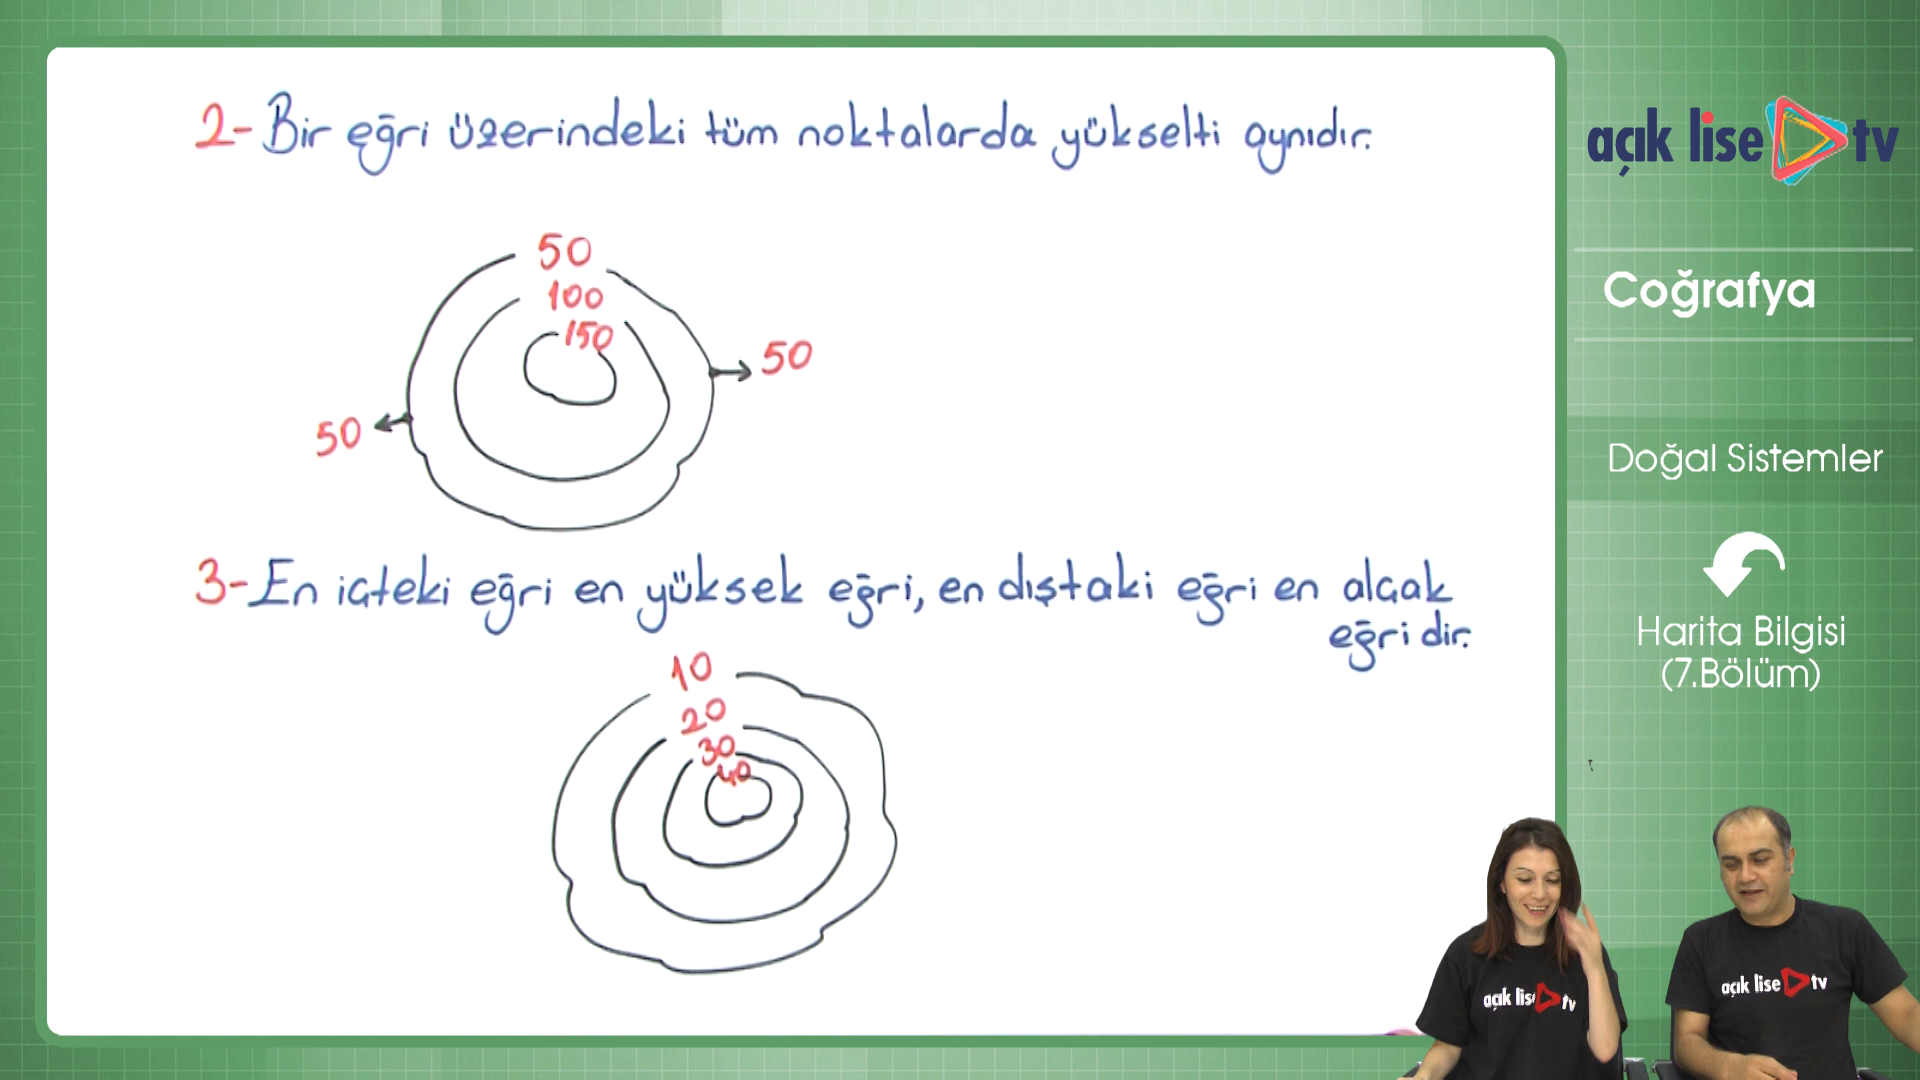 2-Bir eğri üzerindeki tüm noktalarda yükselti aynıdır.
50
100
150
50
50
3-En içteki eğri en yüksek eğri, en dıştaki eğri en alçak
eğridir.
10
20
30
40
açık lise tv
Coğrafya
Doğal Sistemler
Harita Bilgisi
(7.Bölüm)
açık lise tv
açık lise tv